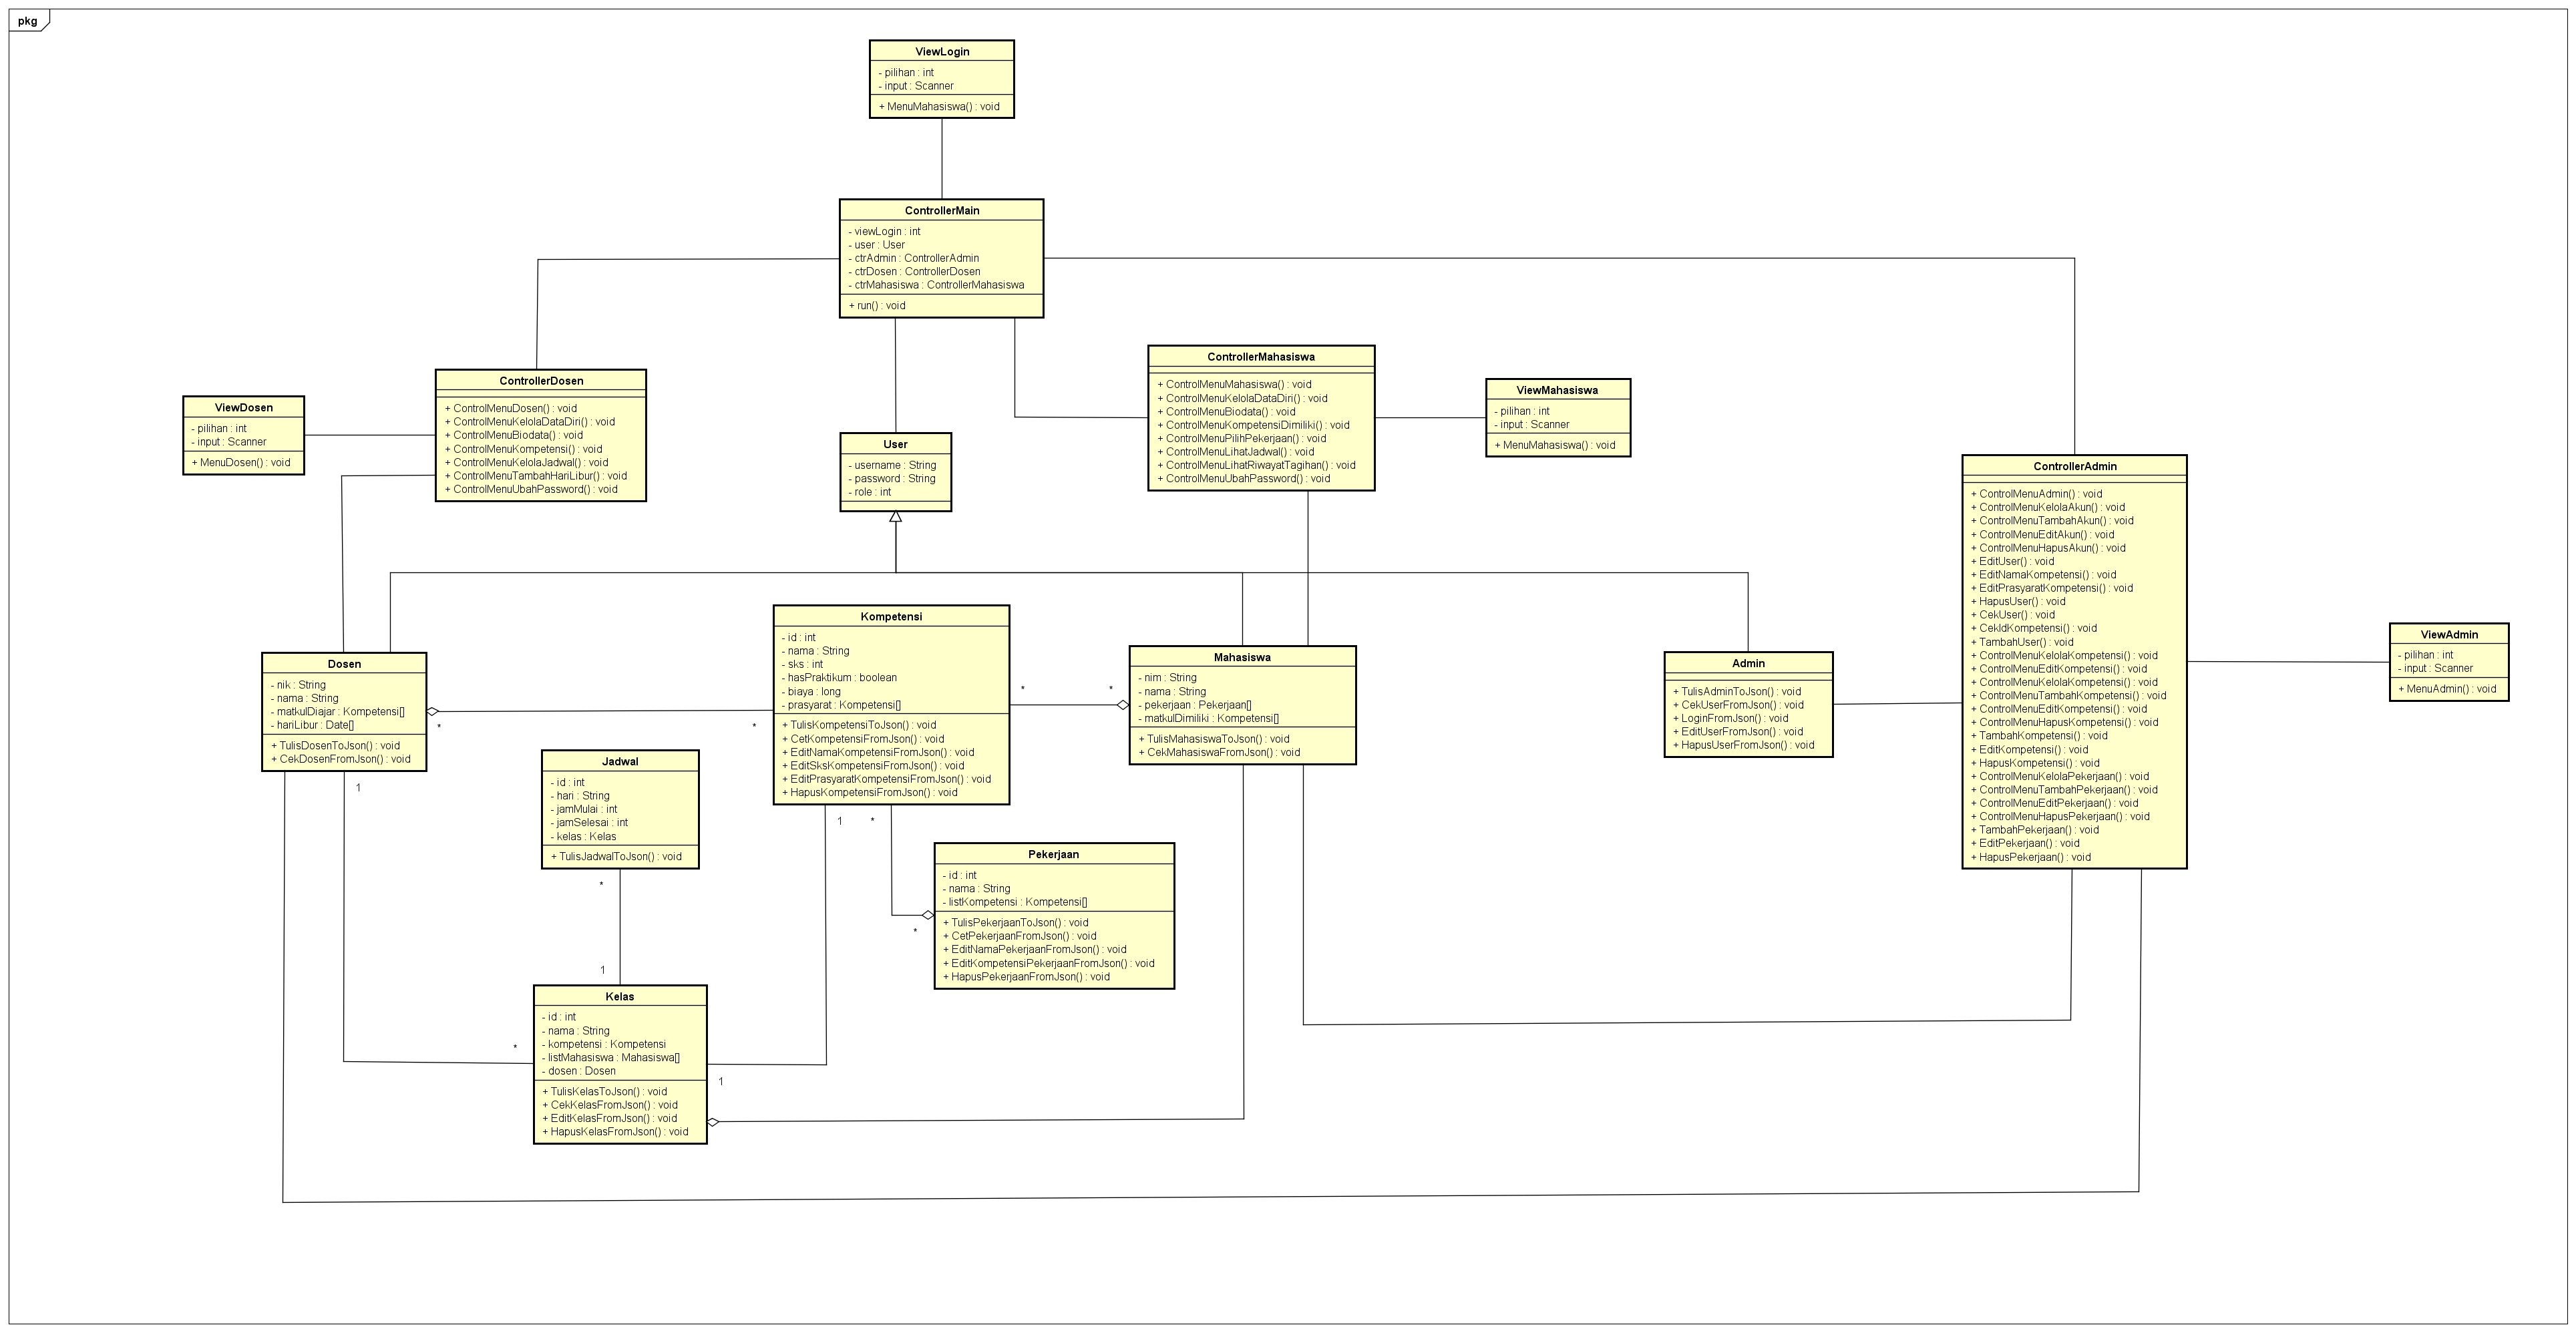 pkg
ViewLogin
- pilihan : int
- input : Scanner
+ MenuMahasiswa() : void
ControllerMain
- viewLogin : int
- user : User
- ctrAdmin : ControllerAdmin
- ctrDosen : ControllerDosen
- ctrMahasiswa : ControllerMahasiswa
+ run() : void
ViewDosen
- pilihan : int
- input : Scanner
+ MenuDosen() : void
ControllerDosen
+ ControlMenuDosen() : void
+ ControlMenuKelolaDataDiri() : void
+ ControlMenuBiodata() : void
+ ControlMenuKompetensi() : void
+ ControlMenuKelolaJadwal() : void
+ ControlMenuTambahHariLibur() : void
+ ControlMenuUbahPassword() : void
User
- username : String
- password : String
- role : int
ControllerMahasiswa
+ ControlMenuMahasiswa() : void
+ ControlMenuKelolaDataDiri() : void
+ ControlMenuBiodata() : void
+ ControlMenuKompetensiDimiliki() : void
+ ControlMenuPilihPekerjaan() : void
+ ControlMenuLihatJadwal() : void
+ ControlMenuLihatRiwayatTagihan() : void
+ ControlMenuUbahPassword() : void
ViewMahasiswa
- pilihan : int
- input : Scanner
+ MenuMahasiswa() : void
ControllerAdmin
+ ControlMenuAdmin() : void
+ ControlMenuKelolaAkun() : void
+ ControlMenuTambahAkun() : void
+ ControlMenuEditAkun() : void
+ ControlMenuHapusAkun() : void
+ EditUser() : void
+ EditNamaKompetensi() : void
+ EditPrasyaratKompetensi() : void
+ HapusUser() : void
+ CekUser() : void
+ CekIdKompetensi() : void
+ TambahUser() : void
+ ControlMenuKelolaKompetensi() : void
+ ControlMenuEditKompetensi() : void
+ ControlMenuKelolaKompetensi() : void
+ ControlMenuTambahKompetensi() : void
+ ControlMenuEditKompetensi() : void
+ ControlMenuHapusKompetensi() : void
+ TambahKompetensi() : void
+ EditKompetensi() : void
+ HapusKompetensi() : void
+ ControlMenuKelolaPekerjaan() : void
+ ControlMenuTambahPekerjaan() : void
+ ControlMenuEditPekerjaan() : void
+ ControlMenuHapusPekerjaan() : void
+ TambahPekerjaan() : void
+ EditPekerjaan() : void
+ HapusPekerjaan() : void
ViewAdmin
- pilihan : int
- input : Scanner
+ MenuAdmin() : void
Dosen
- nik : String
- nama : String
- matkulDiajar : Kompetensi[]
- hariLibur : Date[]
+ TulisDosenToJson() : void
+ CekDosenFromJson() : void
*
*
1
Kompetensi
- id : int
- nama : String
- sks : int
- hasPraktikum : boolean
- biaya : long
- prasyarat : Kompetensi[]
+ TulisKompetensiToJson() : void
+ CetKompetensiFromJson() : void
+ EditNamaKompetensiFromJson() : void
+ EditSksKompetensiFromJson() : void
+ EditPrasyaratKompetensiFromJson() : void
+ HapusKompetensiFromJson() : void
*
*
1
*
Mahasiswa
- nim : String
- nama : String
- pekerjaan : Pekerjaan[]
- matkulDimiliki : Kompetensi[]
+ TulisMahasiswaToJson() : void
+ CekMahasiswaFromJson() : void
Admin
+ TulisAdminToJson() : void
+ CekUserFromJson() : void
+ LoginFromJson() : void
+ EditUserFromJson() : void
+ HapusUserFromJson() : void
Jadwal
- id : int
- hari : String
- jamMulai : int
- jamSelesai : int
- kelas : Kelas
+ TulisJadwalToJson() : void
*
1
Pekerjaan
- id : int
- nama : String
- listKompetensi : Kompetensi[]
+ TulisPekerjaanToJson() : void
+ CetPekerjaanFromJson() : void
+ EditNamaPekerjaanFromJson() : void
+ EditKompetensiPekerjaanFromJson() : void
+ HapusPekerjaanFromJson() : void
*
Kelas
- id : int
- nama : String
- kompetensi : Kompetensi
- listMahasiswa : Mahasiswa[]
- dosen : Dosen
+ TulisKelasToJson() : void
+ CekKelasFromJson() : void
+ EditKelasFromJson() : void
+ HapusKelasFromJson() : void
*
1